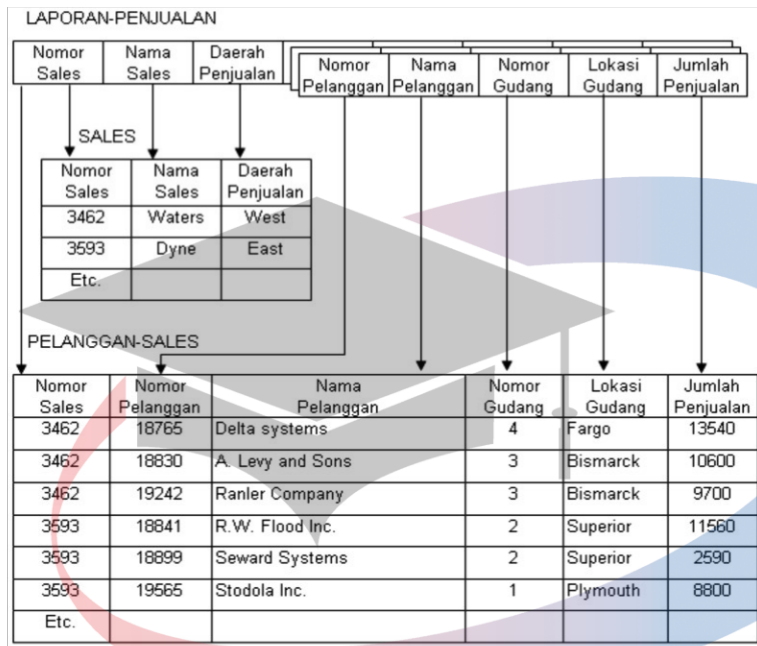 LAPORAN-PENJUALAN
Nomor Sales Nama Sales Daerah Penjualan Nomor Pelanggan Nama Pelanggan Nomor Gudang Lokasi Gudang Jumlah Penjualan
SALES
Nomor Sales Nama Sales Daerah Penjualan
3462 Waters West
3593 Dyne East
Etc.
PELANGGAN-SALES
Nomor Sales Nomor Pelanggan Nama Pelanggan Nomor Gudang Lokasi Gudang Jumlah Penjualan
3462 18765 Delta systems 4 Fargo 13540
3462 18830 A. Levy and Sons 3 Bismarck 10600
3462 19242 Ranler Company 3 Bismarck 9700
3593 18841 R.W. Flood Inc. 2 Superior 11560
3593 18899 Seward Systems 2 Superior 2590
3593 19565 Stodola Inc. 1 Plymouth 8800
Etc.